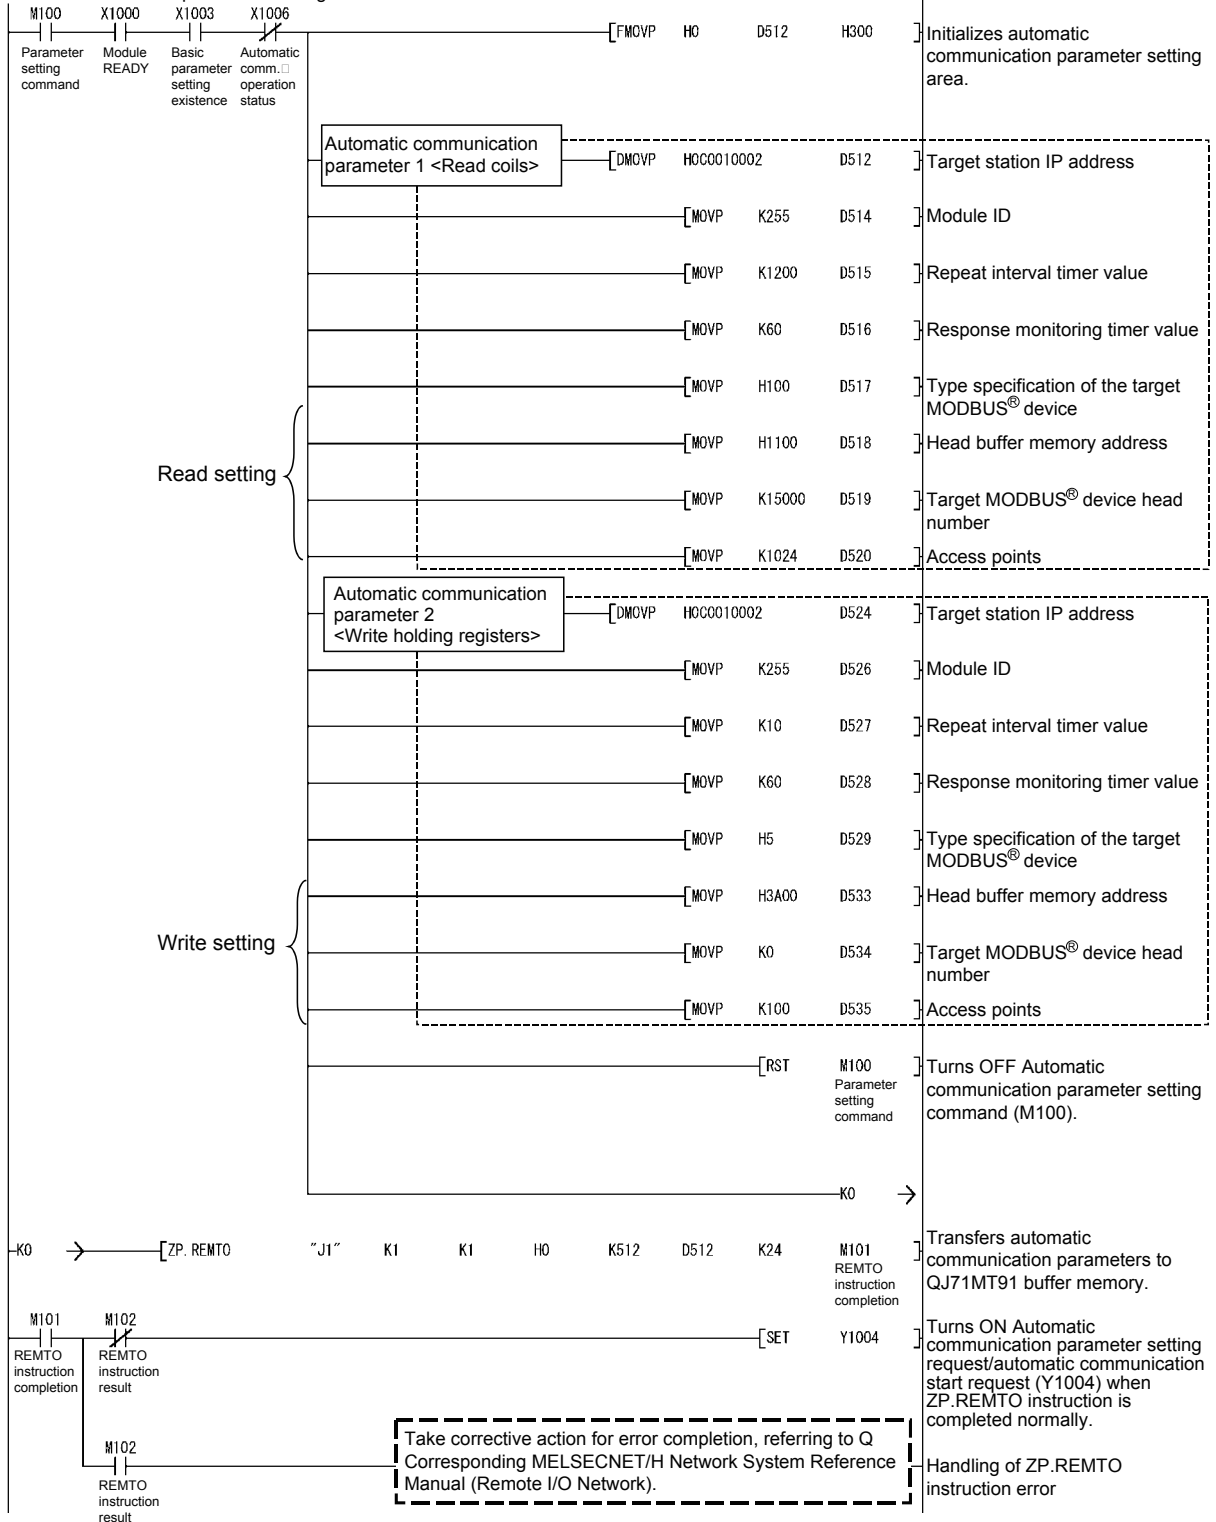 M100 X1000 X1003 X1006
Parameter
setting
command
Module
READY
Basic
parameter
setting
existence
Automatic
comm.□
operation
status
FMOVP H0 D512 H300
Initializes automatic
communication parameter setting
area.
Automatic communication
parameter 1 <Read coils>
DMOVP H0C0010002 D512
Target station IP address
MOVP K255 D514
Module ID
MOVP K1200 D515
Repeat interval timer value
MOVP K60 D516
Response monitoring timer value
MOVP H100 D517
Type specification of the target
MODBUS® device
Read setting
MOVP H1100 D518
Head buffer memory address
MOVP K15000 D519
Target MODBUS® device head
number
MOVP K1024 D520
Access points
Automatic communication
parameter 2
<Write holding registers>
DMOVP H0C0010002 D524
Target station IP address
MOVP K255 D526
Module ID
MOVP K10 D527
Repeat interval timer value
MOVP K60 D528
Response monitoring timer value
MOVP H5 D529
Type specification of the target
MODBUS® device
Write setting
MOVP H3A00 D533
Head buffer memory address
MOVP K0 D534
Target MODBUS® device head
number
MOVP K100 D535
Access points
RST M100
Parameter
setting
command
Turns OFF Automatic
communication parameter setting
command (M100).
K0
K0 ZP.REMTO "J1" K1 K1 H0 K512 D512 K24 M101
REMTO
instruction
completion
Transfers automatic
communication parameters to
QJ71MT91 buffer memory.
M101 M102
REMTO
instruction
completion
REMTO
instruction
result
SET Y1004
Turns ON Automatic
communication parameter setting
request/automatic communication
start request (Y1004) when
ZP.REMTO instruction is
completed normally.
M102
REMTO
instruction
result
Take corrective action for error completion, referring to Q
Corresponding MELSECNET/H Network System Reference
Manual (Remote I/O Network).
Handling of ZP.REMTO
instruction error